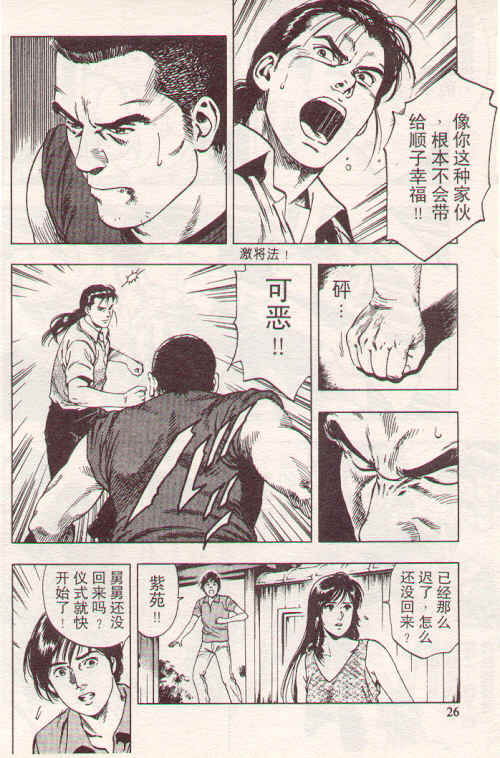 像你这种家伙
，根本不会带
给顺子幸福!!
激将法！
砰…
可恶!!
已经那么
迟了，怎么
还没回来?
紫苑!!
舅舅还没
回来吗?
仪式就快
开始了!
26